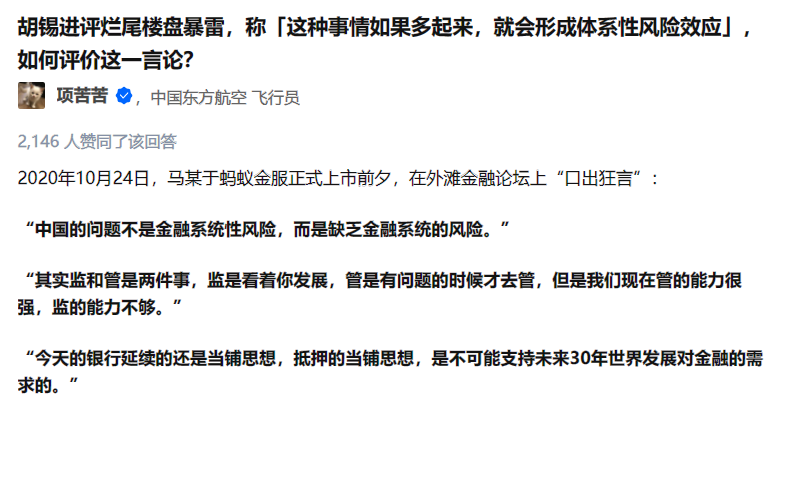 胡锡进评烂尾楼盘暴雷，称「这种事情如果多起来，就会形成体系性风险效应」，
如何评价这一言论？
项苦苦 ，中国东方航空 飞行员
2,146 人赞同了该回答
2020年10月24日，马某于蚂蚁金服正式上市前夕，在外滩金融论坛上“口出狂言”：
“中国的问题不是金融系统性风险，而是缺乏金融系统的风险。”
“其实监和管是两件事，监是看着你发展，管是有问题的时候才去管，但是我们现在管的能力很
强，监的能力不够。”
“今天的银行延续的还是当铺思想，抵押的当铺思想，是不可能支持未来30年世界发展对金融的需
求的。”